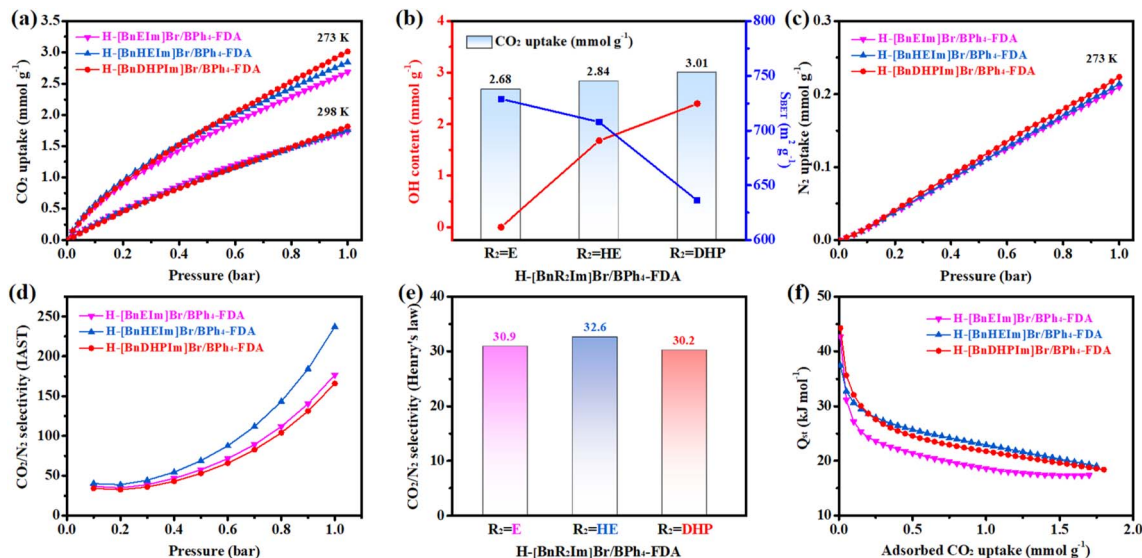 (a)
H-[BnEIm]Br/BPh₄-FDA
H-[BnHEIm]Br/BPh₄-FDA
H-[BnDHPIm]Br/BPh₄-FDA
273 K
298 K
CO₂ uptake (mmol g⁻¹)
3.5
3.0
2.5
2.0
1.5
1.0
0.5
0.0
0.0 0.2 0.4 0.6 0.8 1.0
Pressure (bar)
(b)
CO₂ uptake (mmol g⁻¹)
2.68 2.84 3.01
OH content (mmol g⁻¹)
4
3
2
1
0
S_BET (m² g⁻¹)
800
750
700
650
600
R₂=E R₂=HE R₂=DHP
H-[BnR₂Im]Br/BPh₄-FDA
(c)
H-[BnEIm]Br/BPh₄-FDA
H-[BnHEIm]Br/BPh₄-FDA
H-[BnDHPIm]Br/BPh₄-FDA
273 K
N₂ uptake (mmol g⁻¹)
0.3
0.2
0.1
0.0
0.0 0.2 0.4 0.6 0.8 1.0
Pressure (bar)
(d)
H-[BnEIm]Br/BPh₄-FDA
H-[BnHEIm]Br/BPh₄-FDA
H-[BnDHPIm]Br/BPh₄-FDA
CO₂/N₂ selectivity (IAST)
250
200
150
100
50
0
0.0 0.2 0.4 0.6 0.8 1.0
Pressure (bar)
(e)
30.9 32.6 30.2
CO₂/N₂ selectivity (Henry's law)
40
30
20
10
0
R₂=E R₂=HE R₂=DHP
H-[BnR₂Im]Br/BPh₄-FDA
(f)
H-[BnEIm]Br/BPh₄-FDA
H-[BnHEIm]Br/BPh₄-FDA
H-[BnDHPIm]Br/BPh₄-FDA
Q_st (kJ mol⁻¹)
50
40
30
20
10
0.0 0.5 1.0 1.5 2.0
Adsorbed CO₂ uptake (mmol g⁻¹)